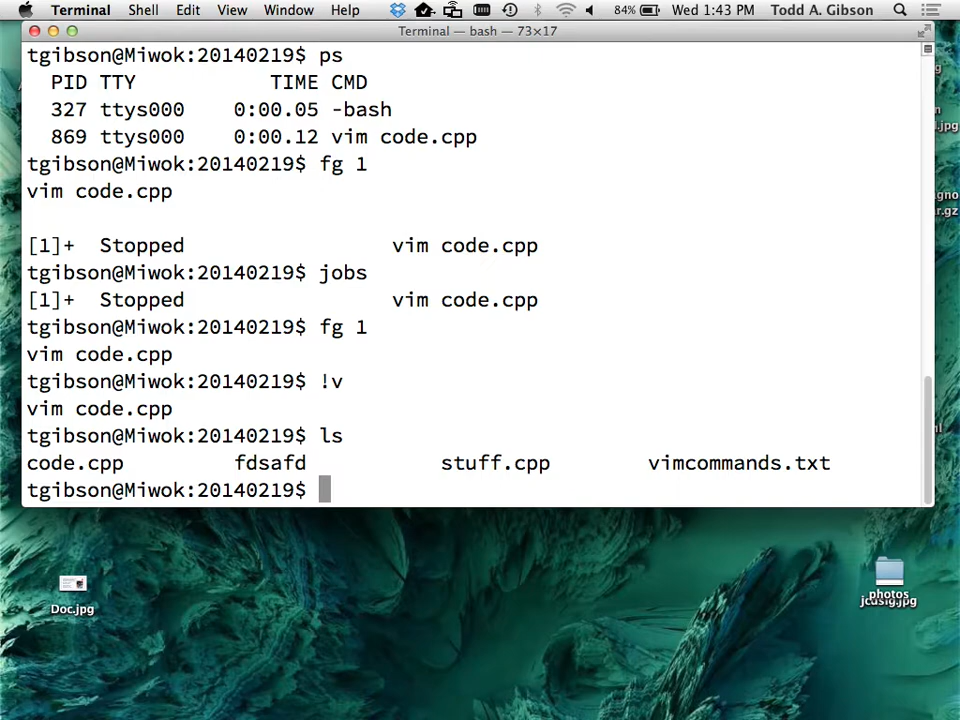 Terminal Shell Edit View Window Help 84% Wed 1:43 PM Todd A. Gibson
Terminal — bash — 73×17
tgibson@Miwok:20140219$ ps
PID TTY TIME CMD
327 ttys000 0:00.05 -bash
869 ttys000 0:00.12 vim code.cpp
tgibson@Miwok:20140219$ fg 1
vim code.cpp
[1]+ Stopped vim code.cpp
tgibson@Miwok:20140219$ jobs
[1]+ Stopped vim code.cpp
tgibson@Miwok:20140219$ fg 1
vim code.cpp
tgibson@Miwok:20140219$ !v
vim code.cpp
tgibson@Miwok:20140219$ ls
code.cpp fdsafd stuff.cpp vimcommands.txt
tgibson@Miwok:20140219$
Doc.jpg
photos